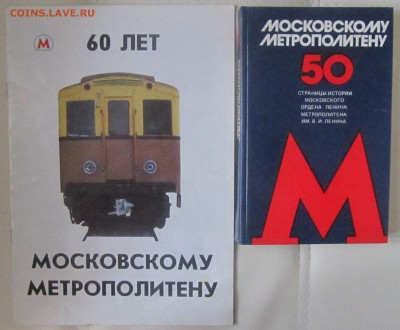 COINS.LAVE.RU
М 60 ЛЕТ
МОСКОВСКОМУ
МЕТРОПОЛИТЕНУ
МОСКОВСКОМУ
МЕТРОПОЛИТЕНУ
50
СТРАНИЦЫ ИСТОРИИ
МОСКОВСКОГО
ОРДЕНА ЛЕНИНА
МЕТРОПОЛИТЕНА
ИМ. В. И. ЛЕНИНА
М